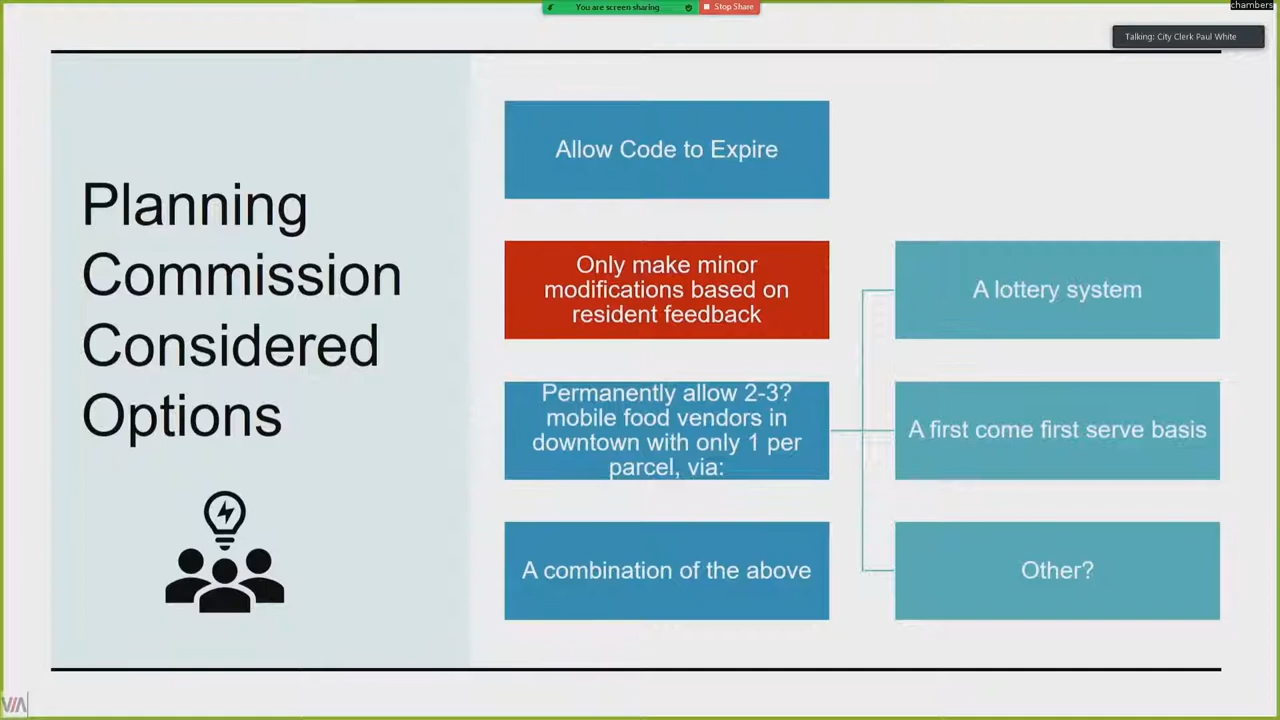 You are screen sharing
Stop Share
chambers
Talking: City Clerk Paul White
Planning
Commission
Considered
Options
Allow Code to Expire
Only make minor
modifications based on
resident feedback
Permanently allow 2-3?
mobile food vendors in
downtown with only 1 per
parcel, via:
A combination of the above
A lottery system
A first come first serve basis
Other?
VIA